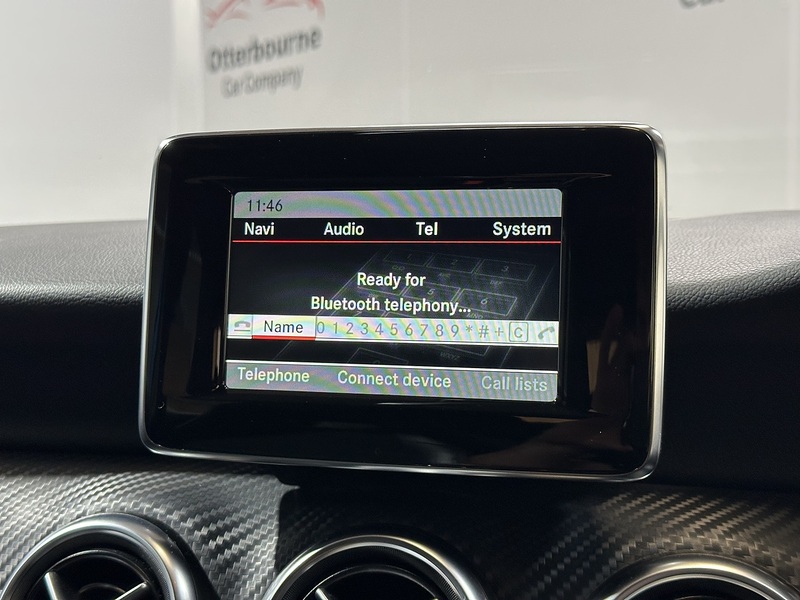 Otterbourne
Car Company
11:46
Navi Audio Tel System
Ready for
Bluetooth telephony...
Name 0 1 2 3 4 5 6 7 8 9 * # + C
Telephone Connect device Call lists